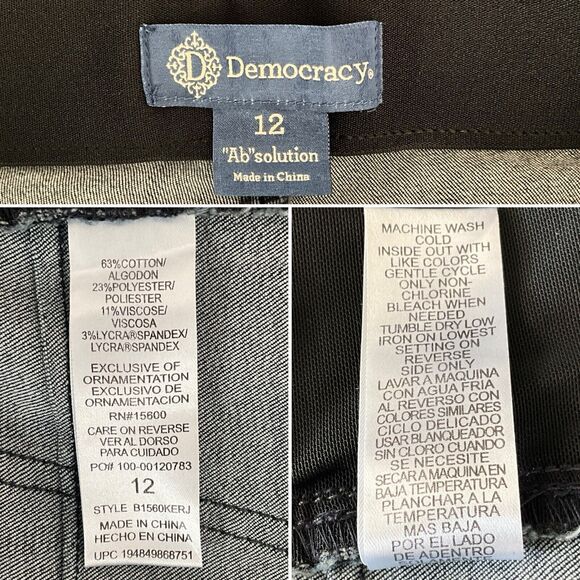 D Democracy®
12
"Ab"solution
Made in China
63%COTTON/
ALGODON
23%POLYESTER/
POLIESTER
11%VISCOSE/
VISCOSA
3%LYCRA®SPANDEX/
LYCRA®SPANDEX
EXCLUSIVE OF
ORNAMENTATION
EXCLUSIVO DE
ORNAMENTACION
RN#15600
CARE ON REVERSE
VER AL DORSO
PARA CUIDADO
PO# 100-00120783
12
STYLE B1560KERJ
MADE IN CHINA
HECHO EN CHINA
UPC 194849868751
MACHINE WASH
COLD
INSIDE OUT WITH
LIKE COLORS
GENTLE CYCLE
ONLY NON-
CHLORINE
BLEACH WHEN
NEEDED
TUMBLE DRY LOW
IRON ON LOWEST
SETTING ON
REVERSE
SIDE ONLY
LAVAR A MAQUINA
CON AGUA FRIA
AL REVERSO CON
COLORES SIMILARES
CICLO DELICADO
USAR BLANQUEADOR
SIN CLORO CUANDO
SE NECESITE
SECAR A MAQUINA EN
BAJA TEMPERATURA
PLANCHAR A LA
TEMPERATURA
MAS BAJA
POR EL LADO
DE ADENTRO